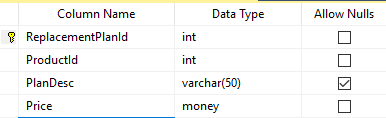 Column Name Data Type Allow Nulls
ReplacementPlanId int
ProductId int
PlanDesc varchar(50)
Price money